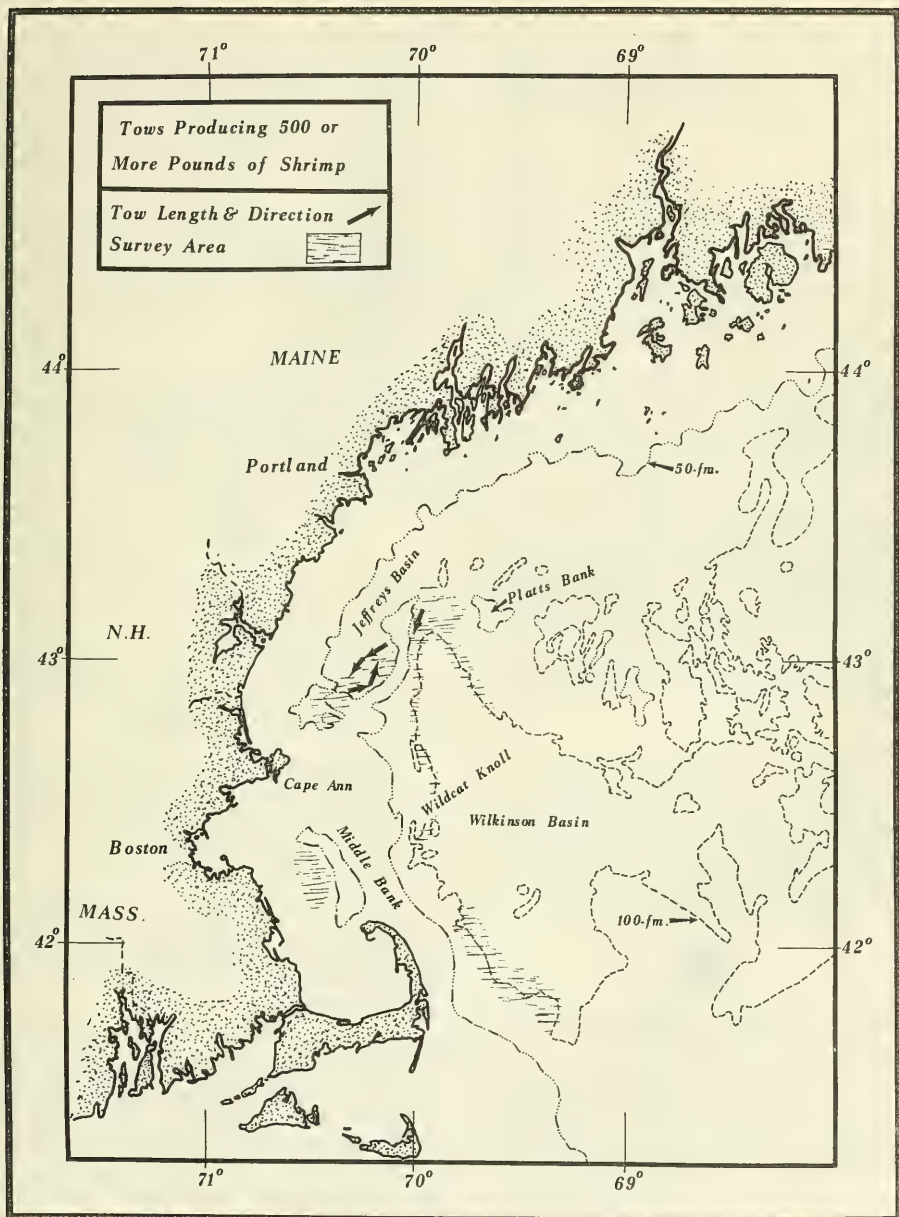 71° 70° 69°
Tows Producing 500 or
More Pounds of Shrimp
Tow Length & Direction
Survey Area
44° 44°
MAINE
50-fm.
Portland
Jeffreys Basin
Platts Bank
N.H.
43° 43°
Cape Ann
Wildcat Knoll
Wilkinson Basin
Boston
Middle Bank
MASS.
100-fm.
42° 42°
71° 70° 69°